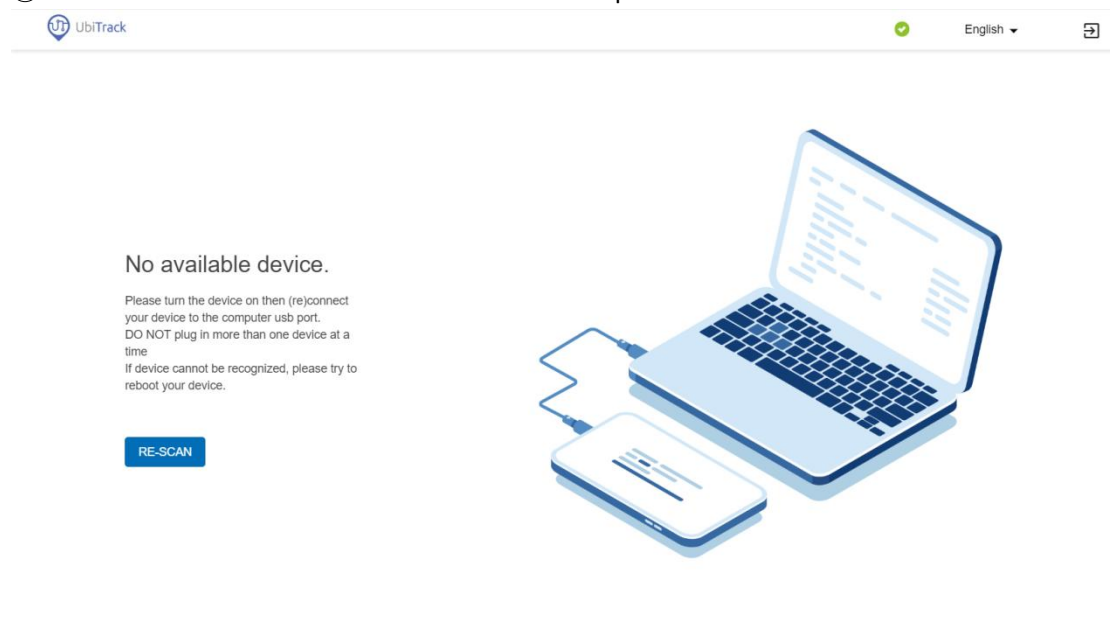 UbiTrack
English
No available device.
Please turn the device on then (re)connect
your device to the computer usb port.
DO NOT plug in more than one device at a
time
If device cannot be recognized, please try to
reboot your device.
RE-SCAN